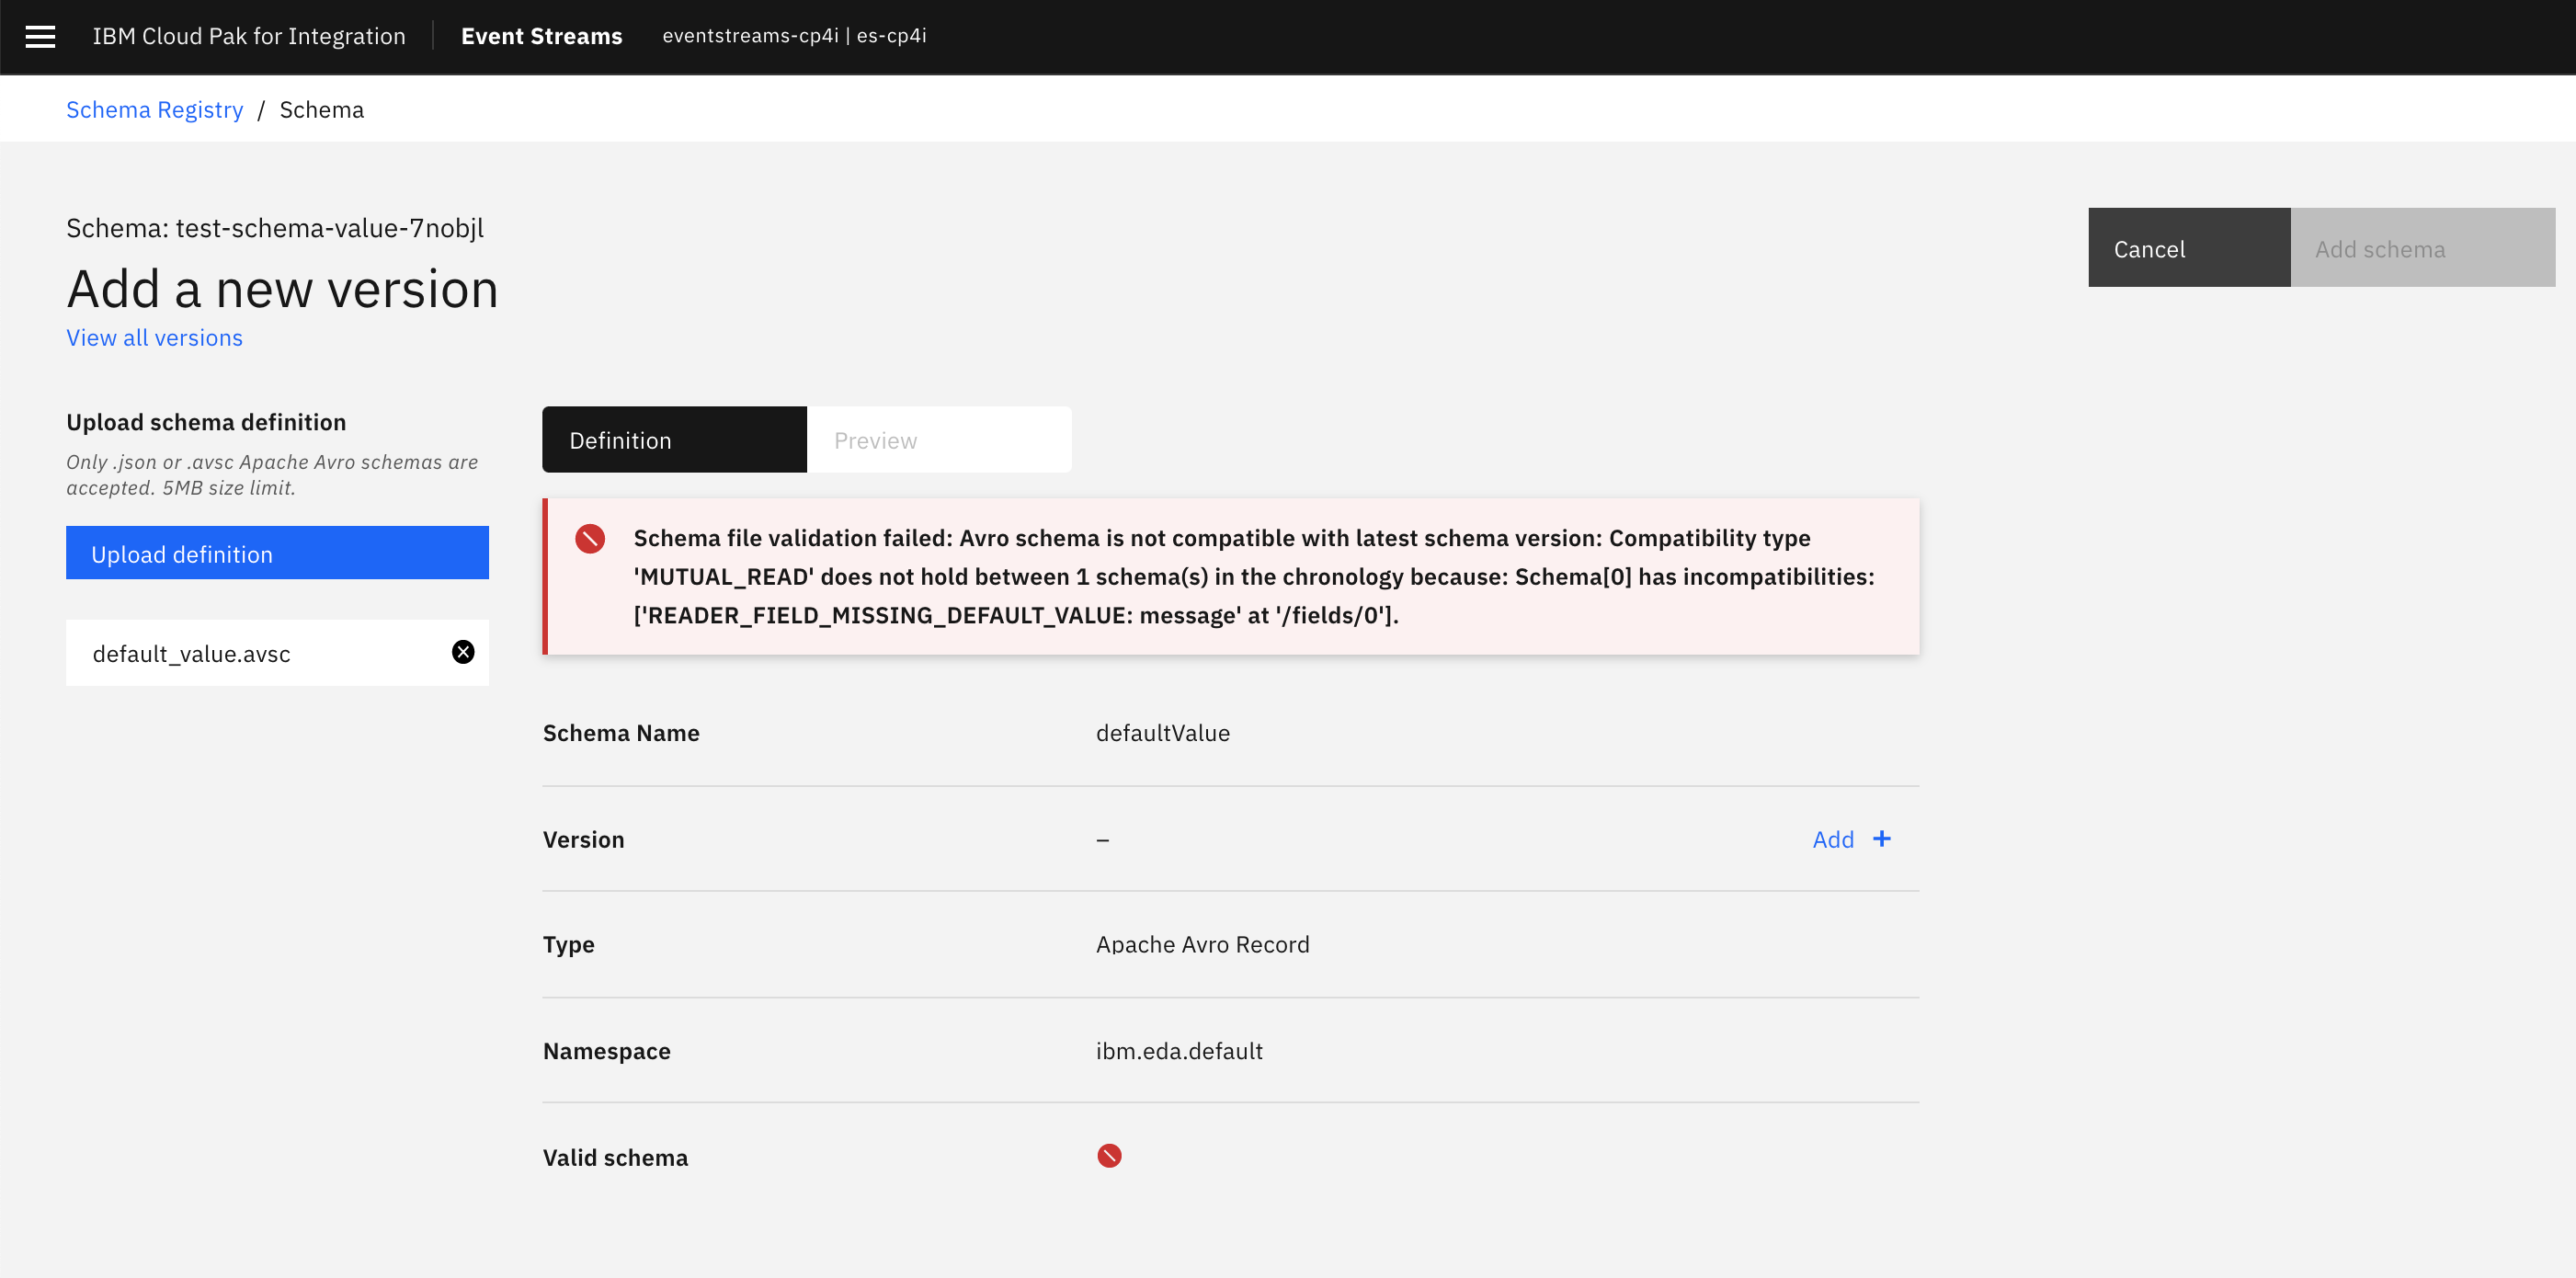 IBM Cloud Pak for Integration Event Streams eventstreams-cp4i | es-cp4i
Schema Registry / Schema
Schema: test-schema-value-7nobjl
Add a new version
View all versions
Cancel
Add schema
Upload schema definition
Only .json or .avsc Apache Avro schemas are
accepted. 5MB size limit.
Upload definition
default_value.avsc
Definition
Preview
Schema file validation failed: Avro schema is not compatible with latest schema version: Compatibility type
'MUTUAL_READ' does not hold between 1 schema(s) in the chronology because: Schema[0] has incompatibilities:
['READER_FIELD_MISSING_DEFAULT_VALUE: message' at '/fields/0'].
Schema Name defaultValue
Version – Add +
Type Apache Avro Record
Namespace ibm.eda.default
Valid schema